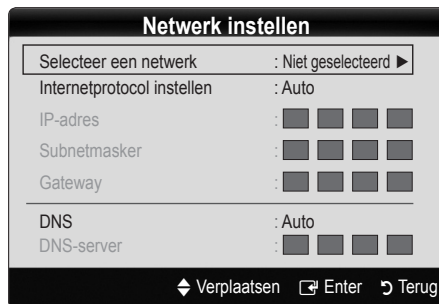 Netwerk instellen
Selecteer een netwerk : Niet geselecteerd ▶
Internetprotocol instellen : Auto
IP-adres :
Subnetmasker :
Gateway :
DNS : Auto
DNS-server :
Verplaatsen Enter Terug